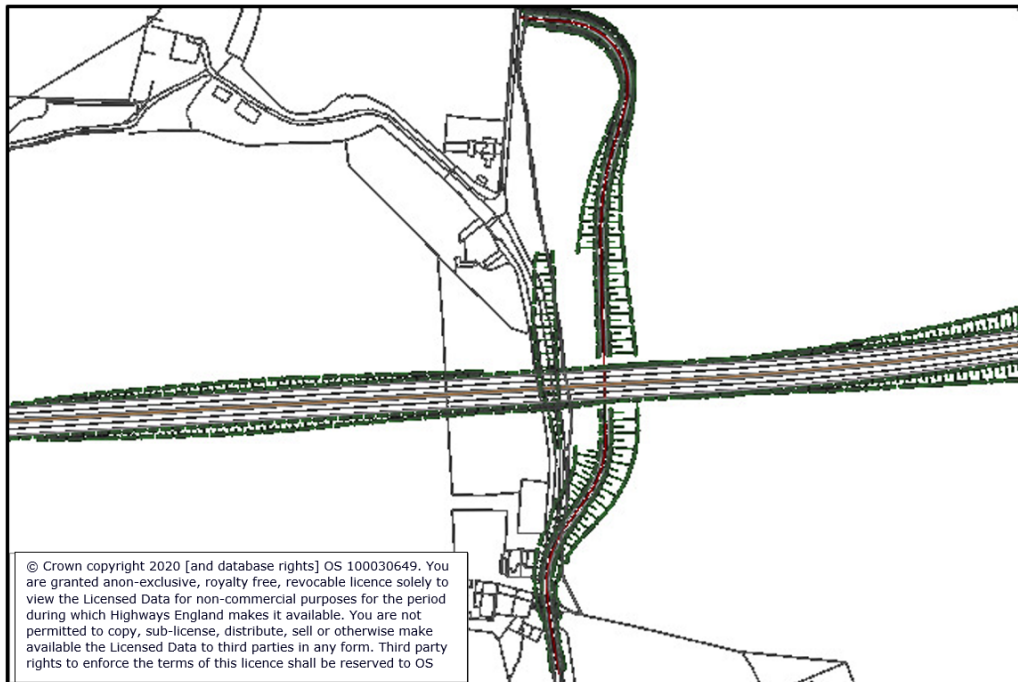 © Crown copyright 2020 [and database rights] OS 100030649. You
are granted anon-exclusive, royalty free, revocable licence solely to
view the Licensed Data for non-commercial purposes for the period
during which Highways England makes it available. You are not
permitted to copy, sub-license, distribute, sell or otherwise make
available the Licensed Data to third parties in any form. Third party
rights to enforce the terms of this licence shall be reserved to OS